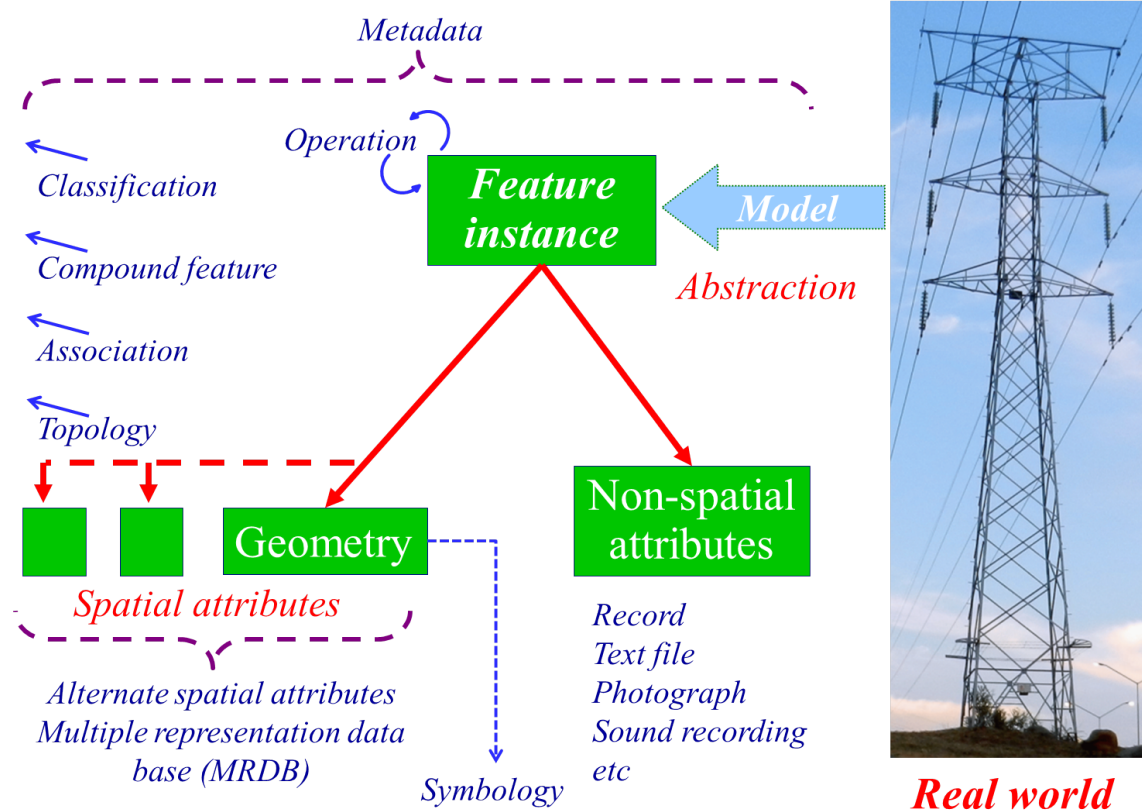 Metadata
Operation
Classification
Feature
instance
Model
Compound feature
Abstraction
Association
Topology
Geometry
Non-spatial
attributes
Spatial attributes
Record
Text file
Photograph
Sound recording
etc
Alternate spatial attributes
Multiple representation data
base (MRDB)
Symbology
Real world